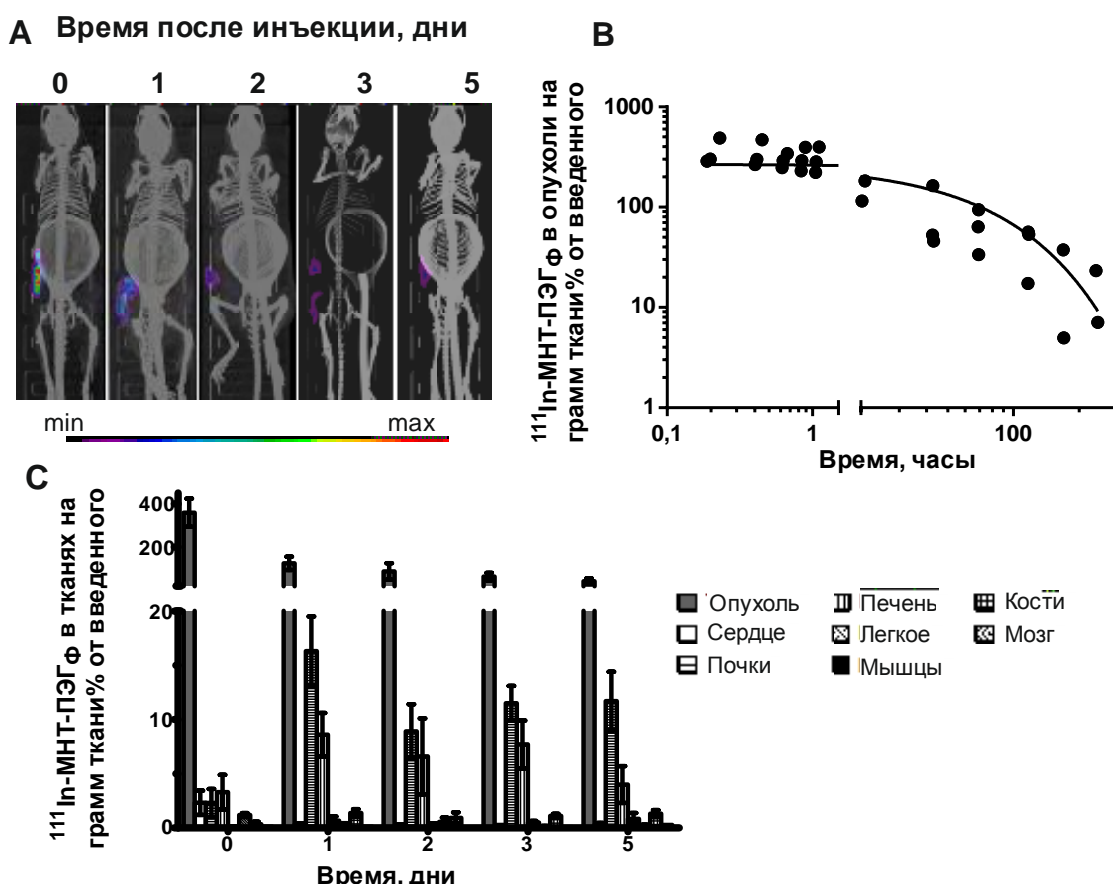 A Время после инъекции, дни
0 1 2 3 5
min max
B
¹¹¹In-МНТ-ПЭГф в опухоли на
грамм ткани% от введенного
1000
100
10
1
0,1 1 100
Время, часы
C
¹¹¹In-МНТ-ПЭГф в тканях на
грамм ткани% от введенного
400
200
20
10
0
0 1 2 3 5
Время, дни
Опухоль Печень Кости
Сердце Легкое Мозг
Почки Мышцы